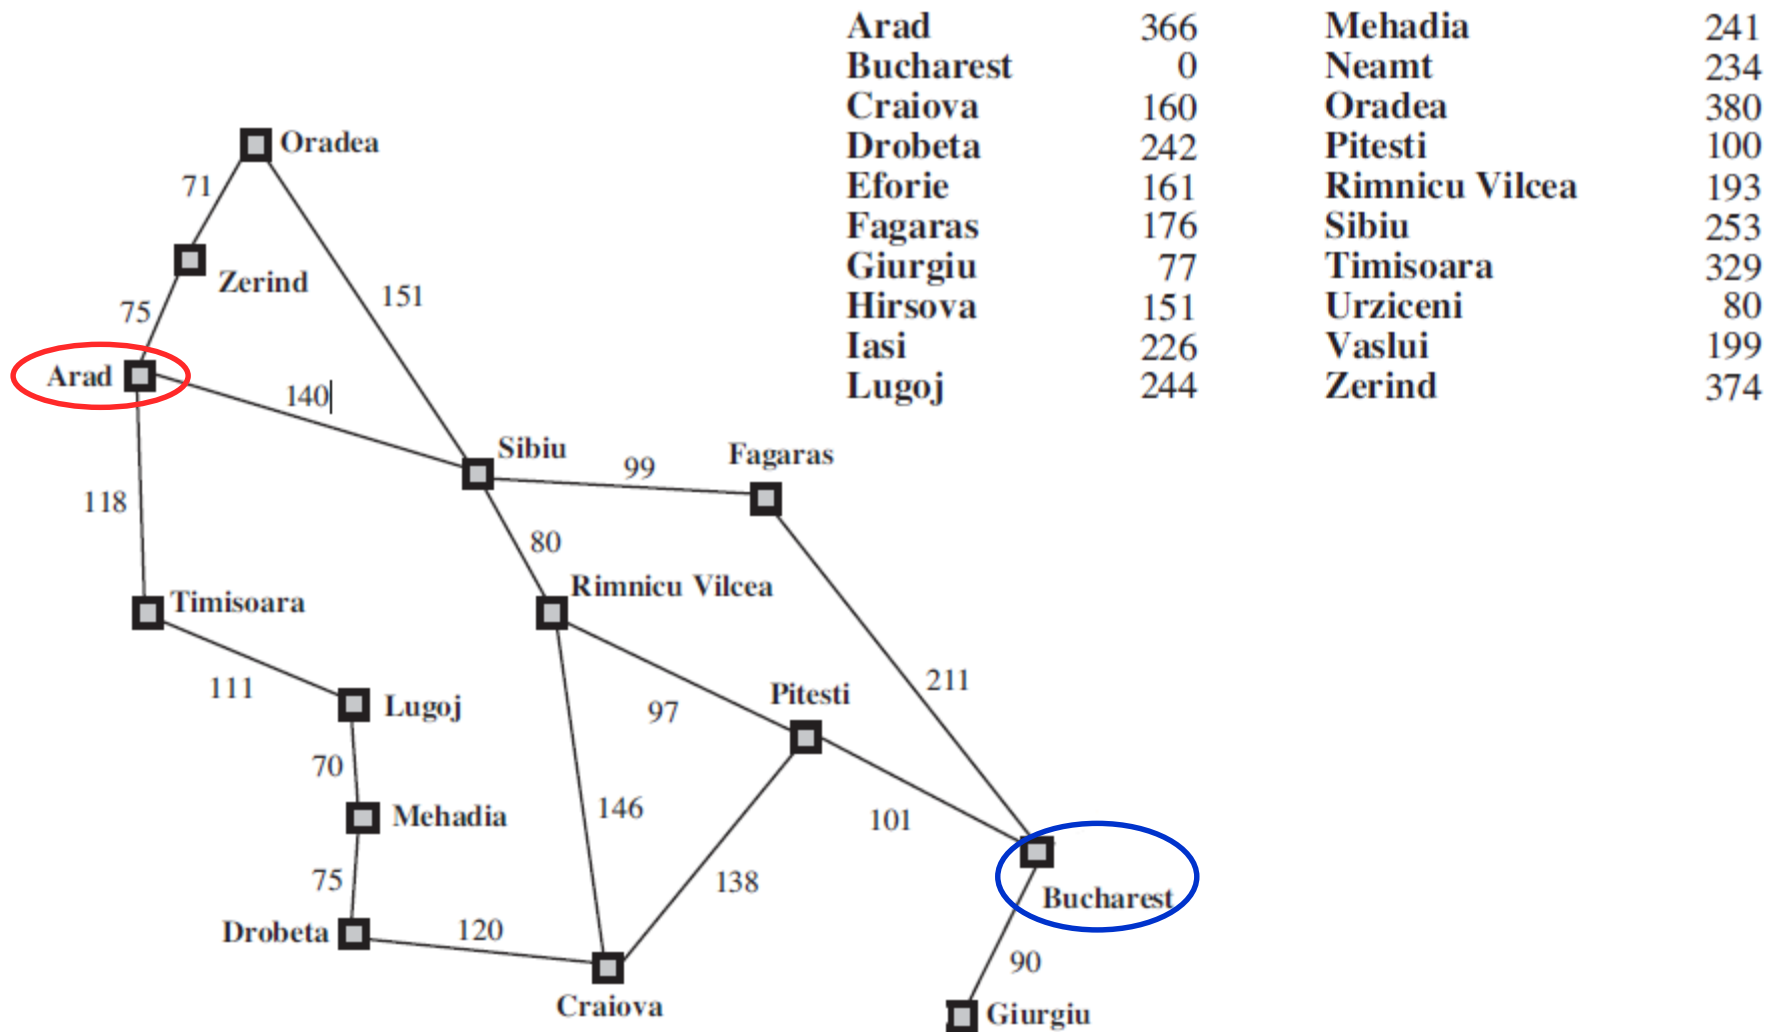 Arad 366 Mehadia 241
Bucharest 0 Neamt 234
Craiova 160 Oradea 380
Drobeta 242 Pitesti 100
Eforie 161 Rimnicu Vilcea 193
Fagaras 176 Sibiu 253
Giurgiu 77 Timisoara 329
Hirsova 151 Urziceni 80
Iasi 226 Vaslui 199
Lugoj 244 Zerind 374
Oradea
71
Zerind
151
75
Arad
140
Sibiu
99
Fagaras
118
80
Rimnicu Vilcea
Timisoara
111
Lugoj
97
Pitesti
211
70
Mehadia
146
101
75
138
Bucharest
Drobeta
120
90
Craiova
Giurgiu